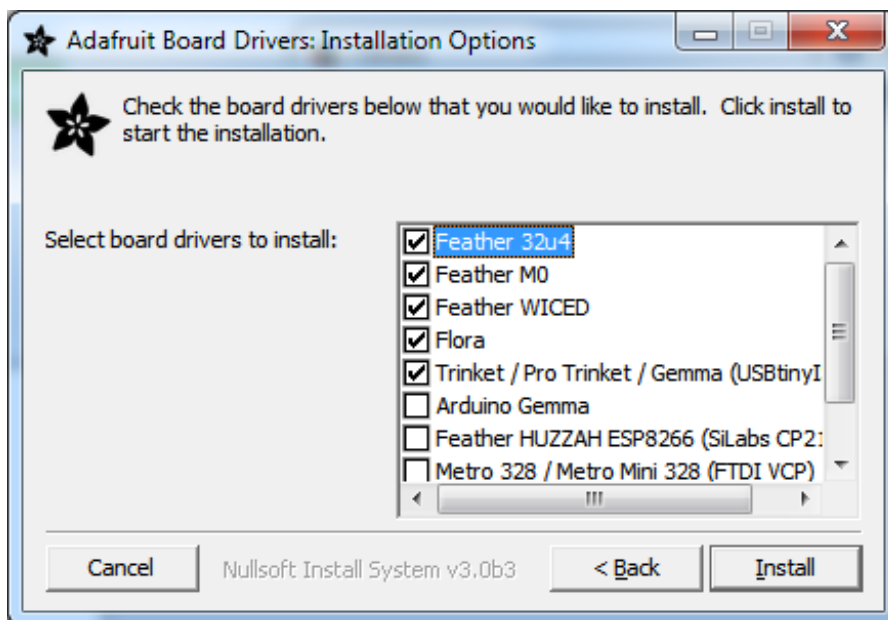 Adafruit Board Drivers: Installation Options
Check the board drivers below that you would like to install. Click install to
start the installation.
Select board drivers to install:
Feather 32u4
Feather M0
Feather WICED
Flora
Trinket / Pro Trinket / Gemma (USBtinyI
Arduino Gemma
Feather HUZZAH ESP8266 (SiLabs CP21
Metro 328 / Metro Mini 328 (FTDI VCP)
Cancel
Nullsoft Install System v3.0b3
< Back
Install